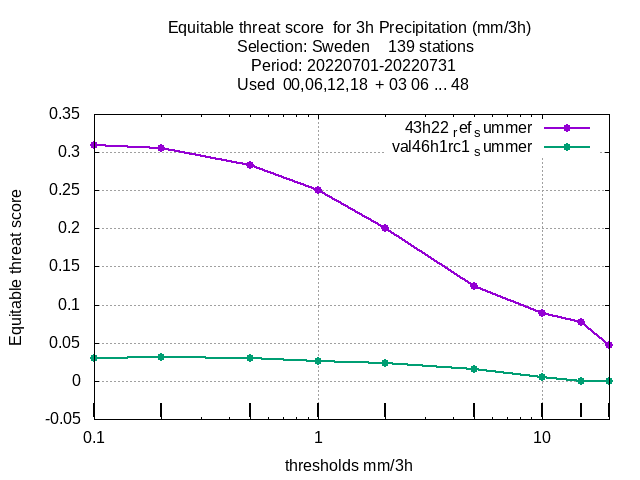 Equitable threat score  for 3h Precipitation (mm/3h)
Selection: Sweden    139 stations
Period: 20220701-20220731
Used  00,06,12,18  + 03 06 ... 48
43h22 refsummer
val46h1rc1 summer
0.35
0.3
0.25
0.2
0.15
0.1
0.05
0
-0.05
Equitable threat score
0.1
1
10
thresholds mm/3h